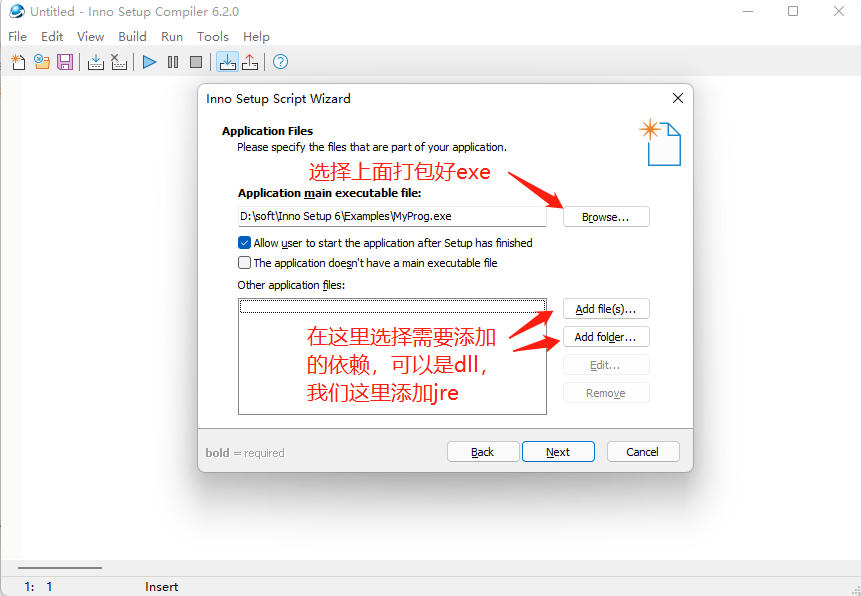 Untitled - Inno Setup Compiler 6.2.0
File Edit View Build Run Tools Help
Inno Setup Script Wizard
Application Files
Please specify the files that are part of your application.
选择上面打包好exe
Application main executable file:
D:\soft\Inno Setup 6\Examples\MyProg.exe
Browse...
Allow user to start the application after Setup has finished
The application doesn't have a main executable file
Other application files:
Add file(s)...
在这里选择需要添加
Add folder...
的依赖，可以是dll，
Edit...
我们这里添加jre
Remove
bold = required
Back
Next
Cancel
1: 1
Insert